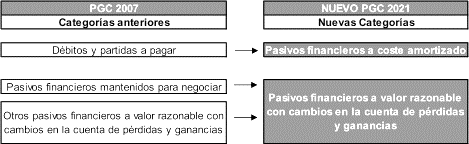 PGC 2007
Categorías anteriores
NUEVO PGC 2021
Nuevas Categorías
Débitos y partidas a pagar
Pasivos financieros a coste amortizado
Pasivos financieros mantenidos para negociar
Otros pasivos financieros a valor razonable con
cambios en la cuenta de pérdidas y ganancias
Pasivos financieros a valor razonable
con cambios en la cuenta de pérdidas
y ganancias